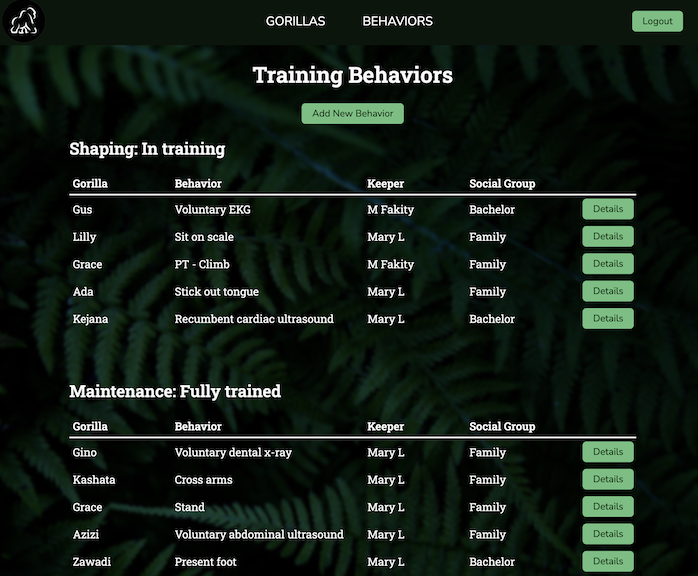 GORILLAS BEHAVIORS Logout
Training Behaviors
Add New Behavior
Shaping: In training
Gorilla Behavior Keeper Social Group
Gus Voluntary EKG M Fakity Bachelor Details
Lilly Sit on scale Mary L Family Details
Grace PT - Climb M Fakity Family Details
Ada Stick out tongue Mary L Family Details
Kejana Recumbent cardiac ultrasound Mary L Bachelor Details
Maintenance: Fully trained
Gorilla Behavior Keeper Social Group
Gino Voluntary dental x-ray Mary L Family Details
Kashata Cross arms Mary L Family Details
Grace Stand Mary L Family Details
Azizi Voluntary abdominal ultrasound Mary L Family Details
Zawadi Present foot Mary L Bachelor Details